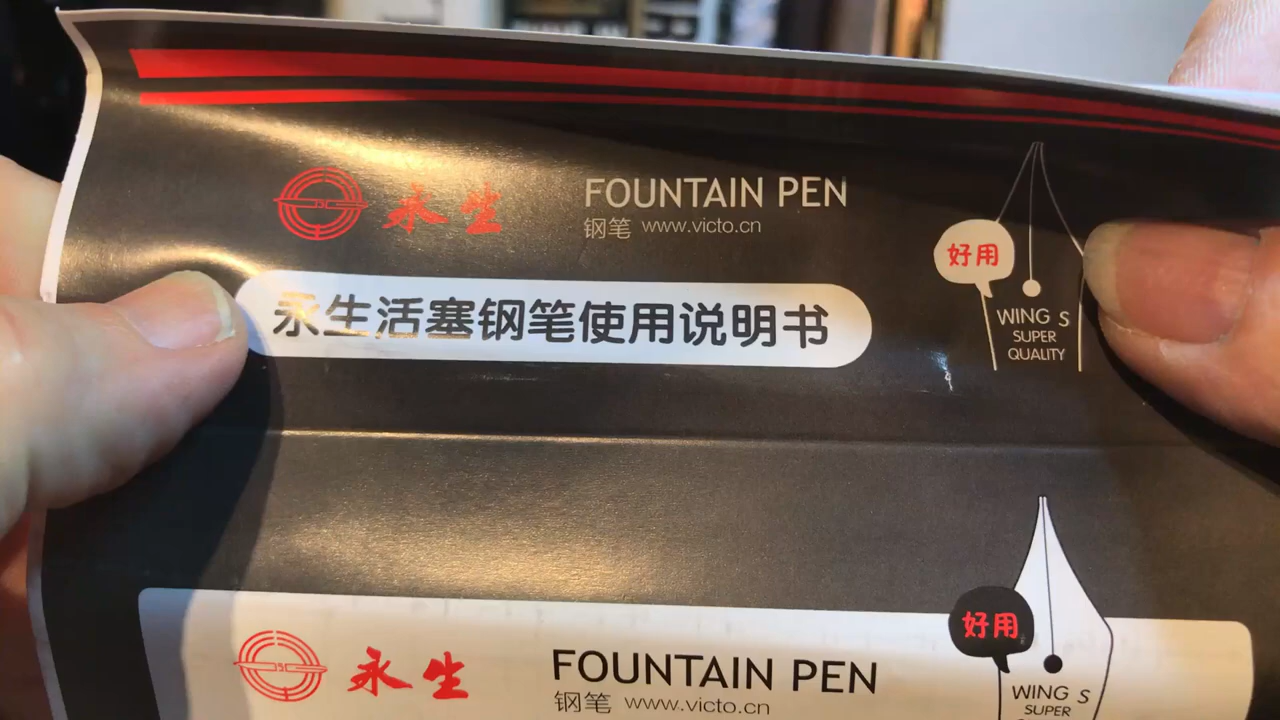 永生
FOUNTAIN PEN
钢笔 www.victo.cn
好用
WING S
SUPER
QUALITY
永生活塞钢笔使用说明书
永生
FOUNTAIN PEN
钢笔 www.victo.cn
好用
WING S
SUPER